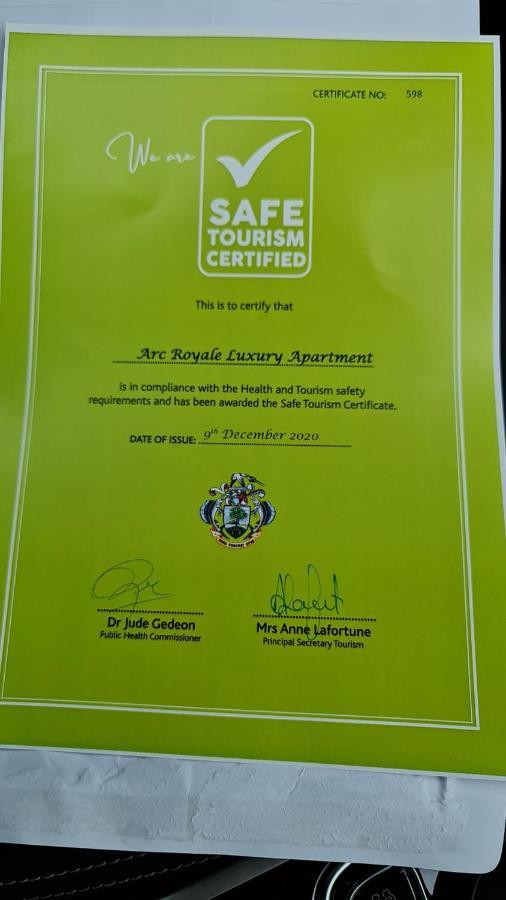 CERTIFICATE NO: 598
We are
SAFE
TOURISM
CERTIFIED
This is to certify that
Arc Royale Luxury Apartment
is in compliance with the Health and Tourism safety
requirements and has been awarded the Safe Tourism Certificate.
DATE OF ISSUE: 9th December 2020
Dr Jude Gedeon
Public Health Commissioner
Mrs Anne Lafortune
Principal Secretary Tourism